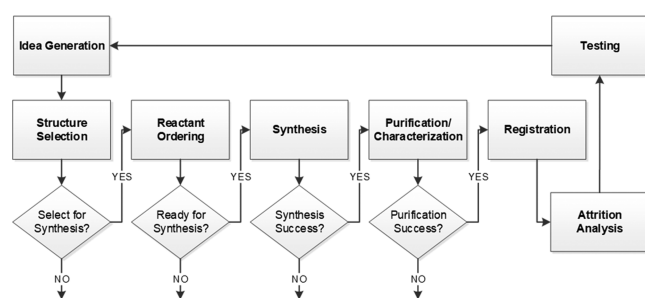 Idea Generation
Testing
Structure
Selection
Reactant
Ordering
Synthesis
Purification/
Characterization
Registration
YES
YES
YES
YES
Select for
Synthesis?
Ready for
Synthesis?
Synthesis
Success?
Purification
Success?
Attrition
Analysis
NO
NO
NO
NO